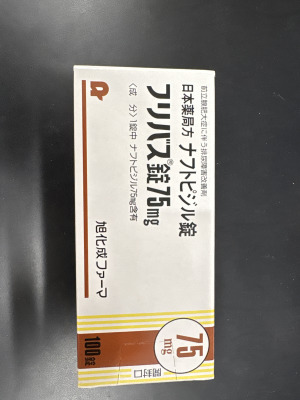 前立腺肥大症に伴う排尿障害改善剤
日本薬局方 ナフトピジル錠
フリバス®錠75mg
〈成 分〉1錠中 ナフトピジル75mg含有
旭化成ファーマ
75
mg
開封口
100錠